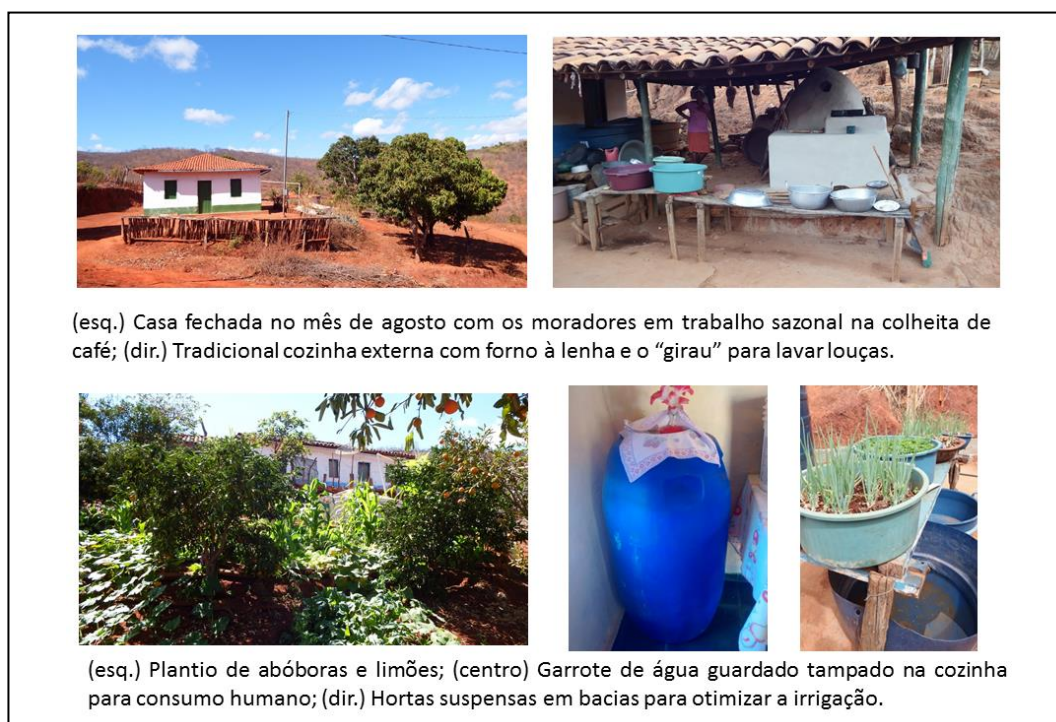 (esq.) Casa fechada no mês de agosto com os moradores em trabalho sazonal na colheita de
café; (dir.) Tradicional cozinha externa com forno à lenha e o “girau” para lavar louças.
(esq.) Plantio de abóboras e limões; (centro) Garrote de água guardado tampado na cozinha
para consumo humano; (dir.) Hortas suspensas em bacias para otimizar a irrigação.